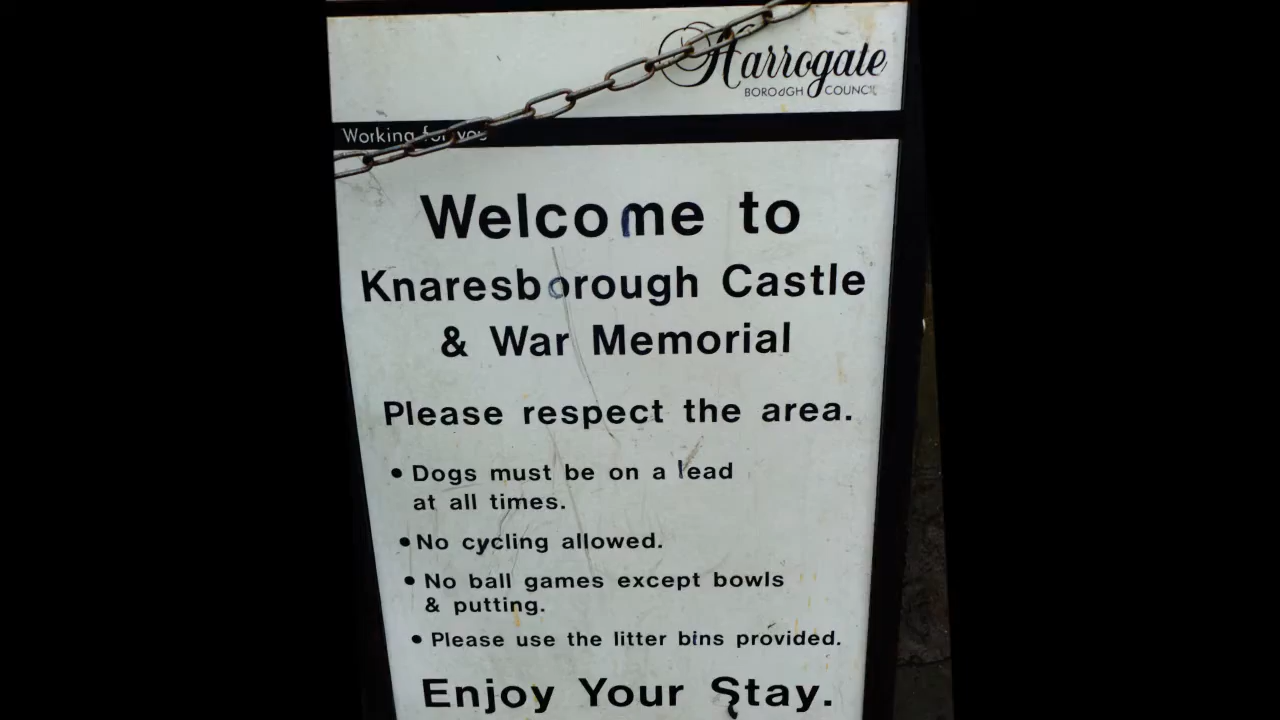 Harrogate
BOROUGH COUNCIL
Working for you
Welcome to
Knaresborough Castle
& War Memorial
Please respect the area.
• Dogs must be on a lead
at all times.
• No cycling allowed.
• No ball games except bowls
& putting.
• Please use the litter bins provided.
Enjoy Your Stay.